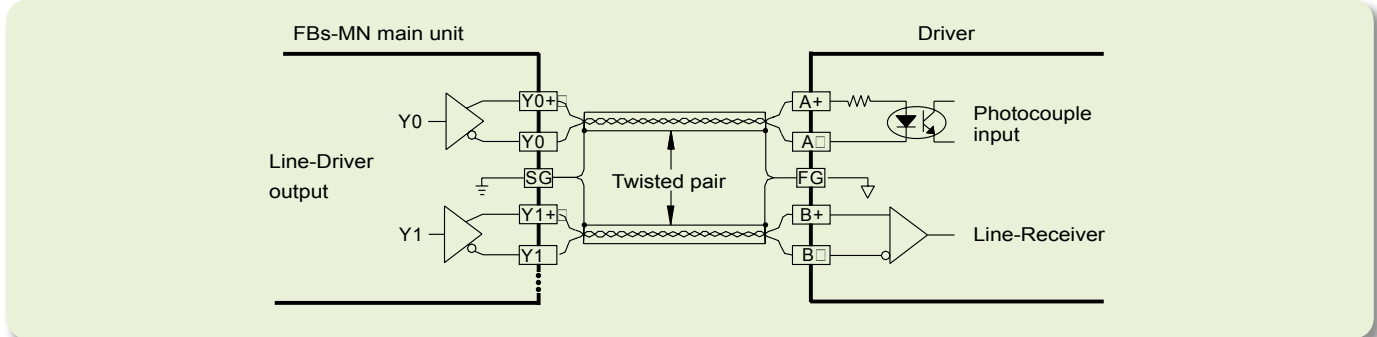 FBs-MN main unit
Driver
Y0
Y0+□
Y0
Line-Driver
output
SG
Y1
Y1+□
Y1
Twisted pair
A+
A□
Photocouple
input
FG
B+
B□
Line-Receiver